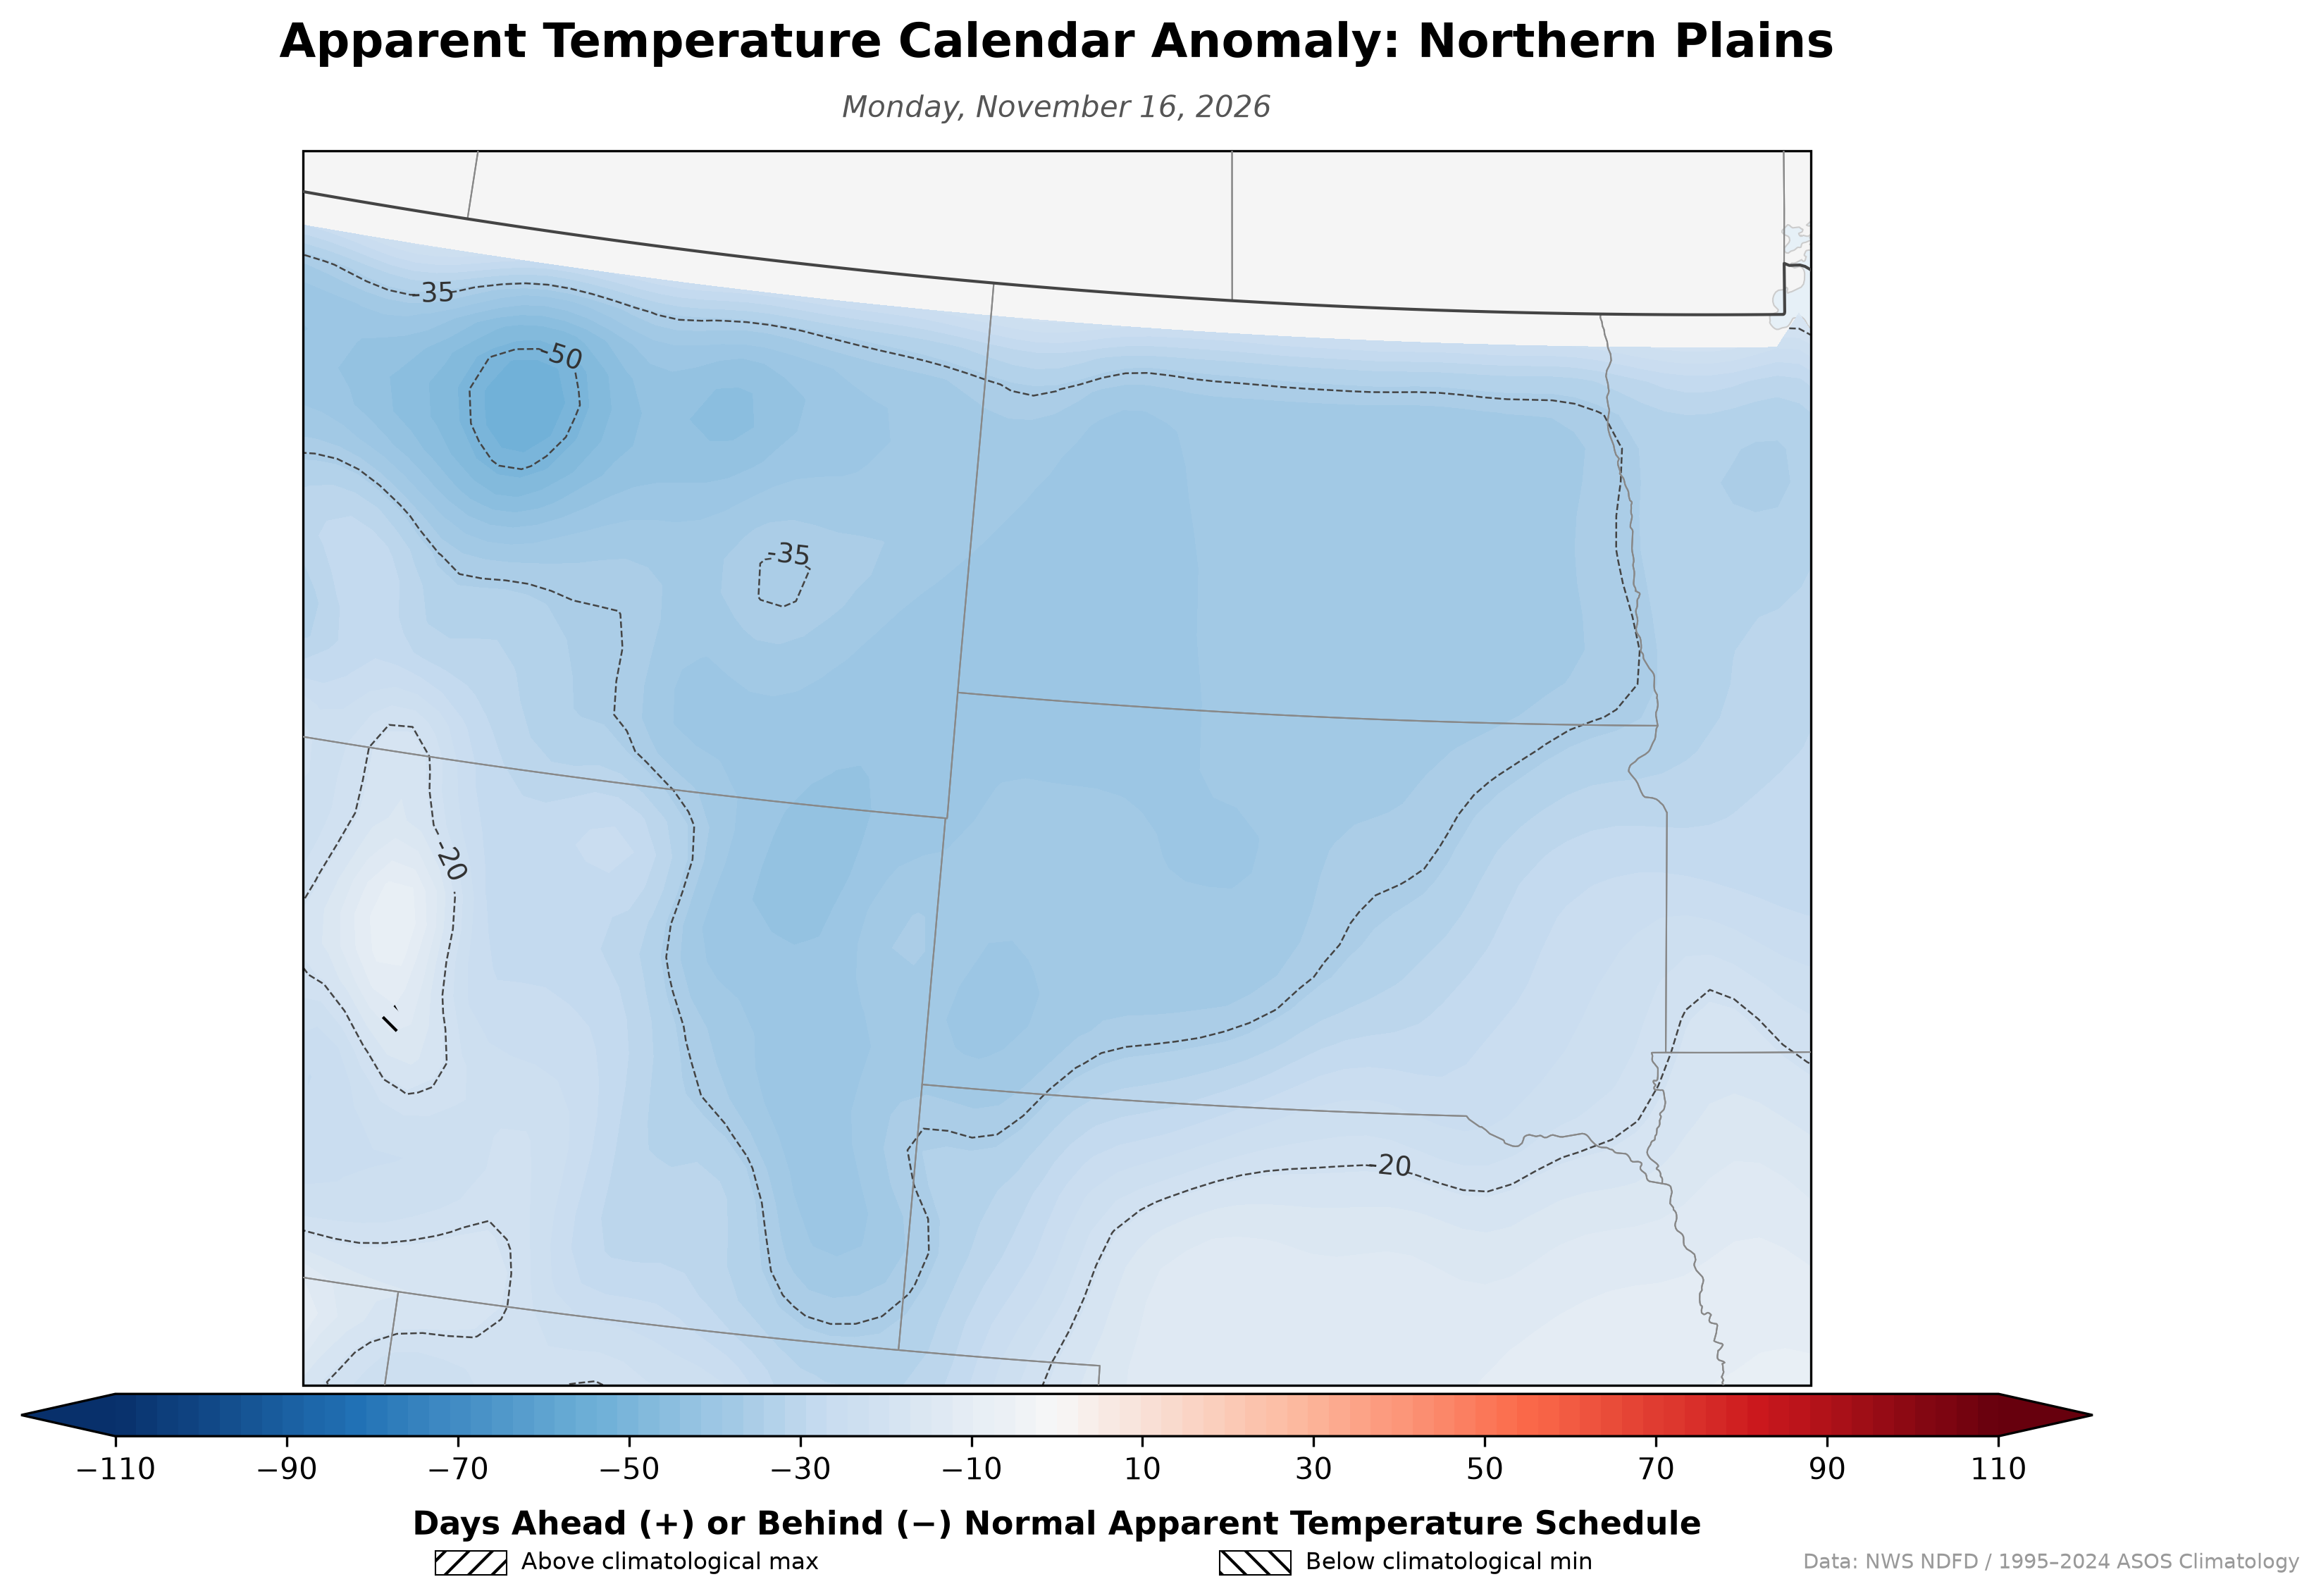 Apparent Temperature Calendar Anomaly: Northern Plains
Monday, November 16, 2026
-35
-50
-35
-20
-20
−110 −90 −70 −50 −30 −10 10 30 50 70 90 110
Days Ahead (+) or Behind (−) Normal Apparent Temperature Schedule
Above climatological max Below climatological min Data: NWS NDFD / 1995–2024 ASOS Climatology